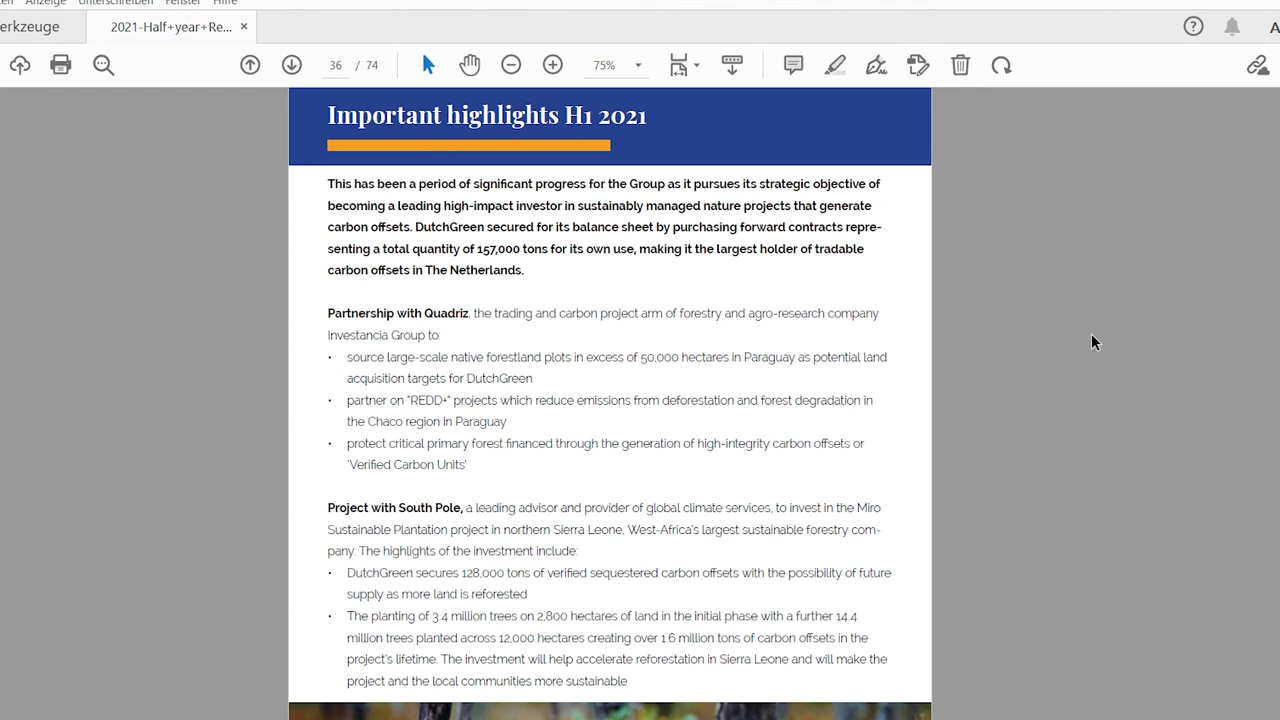 Anzeige Unterschreiben Fenster Hilfe
erkzeuge 2021-Half+year+Re... ×
36 / 74 75%
Important highlights H1 2021
This has been a period of significant progress for the Group as it pursues its strategic objective of
becoming a leading high-impact investor in sustainably managed nature projects that generate
carbon offsets. DutchGreen secured for its balance sheet by purchasing forward contracts repre-
senting a total quantity of 157,000 tons for its own use, making it the largest holder of tradable
carbon offsets in The Netherlands.
Partnership with Quadriz, the trading and carbon project arm of forestry and agro-research company
Investancia Group to:
• source large-scale native forestland plots in excess of 50,000 hectares in Paraguay as potential land
acquisition targets for DutchGreen
• partner on "REDD+" projects which reduce emissions from deforestation and forest degradation in
the Chaco region in Paraguay
• protect critical primary forest financed through the generation of high-integrity carbon offsets or
'Verified Carbon Units'
Project with South Pole, a leading advisor and provider of global climate services, to invest in the Miro
Sustainable Plantation project in northern Sierra Leone, West-Africa's largest sustainable forestry com-
pany. The highlights of the investment include:
• DutchGreen secures 128,000 tons of verified sequestered carbon offsets with the possibility of future
supply as more land is reforested
• The planting of 3.4 million trees on 2,800 hectares of land in the initial phase with a further 14.4
million trees planted across 12,000 hectares creating over 1.6 million tons of carbon offsets in the
project's lifetime. The investment will help accelerate reforestation in Sierra Leone and will make the
project and the local communities more sustainable